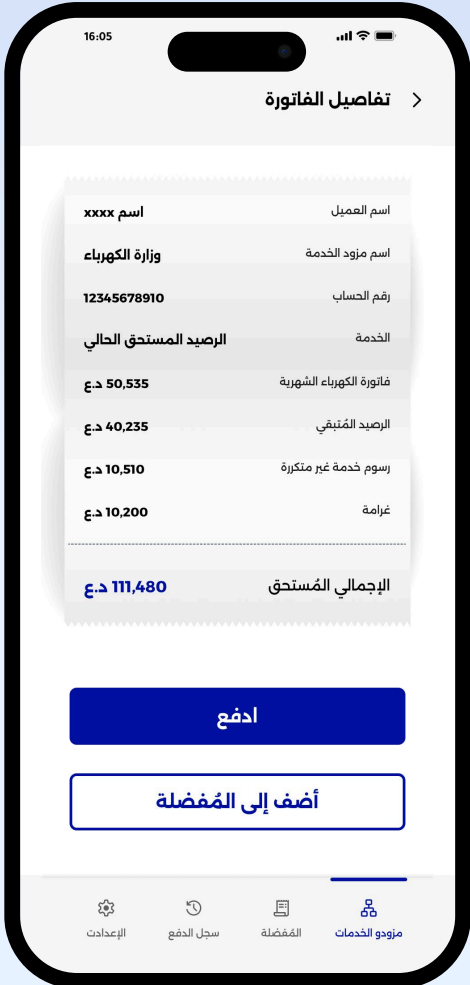 16:05
تفاصيل الفاتورة
اسم العميل اسم xxxx
اسم مزود الخدمة وزارة الكهرباء
رقم الحساب 12345678910
الخدمة الرصيد المستحق الحالي
فاتورة الكهرباء الشهرية 50,535 د.ع
الرصيد المُتبقي 40,235 د.ع
رسوم خدمة غير متكررة 10,510 د.ع
غرامة 10,200 د.ع
الإجمالي المُستحق 111,480 د.ع
ادفع
أضف إلى المُفضلة
مزودو الخدمات المُفضلة سجل الدفع الإعدادت